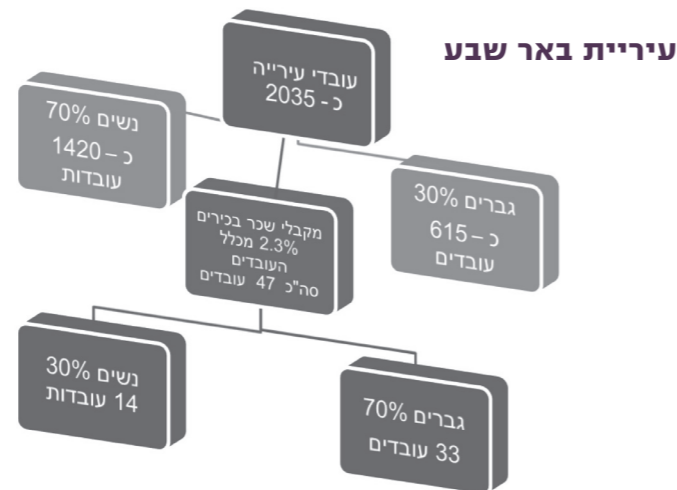 עיריית באר שבע
עובדי עירייה
כ - 2035
נשים 70%
כ – 1420
עובדות
גברים 30%
כ – 615
עובדים
מקבלי שכר בכירים
2.3% מכלל
העובדים
סה"כ 47 עובדים
נשים 30%
14 עובדות
גברים 70%
33 עובדים